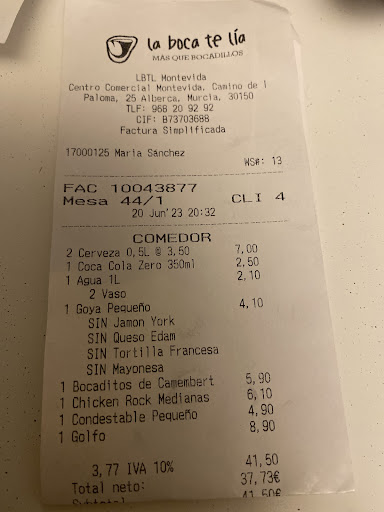 la boca te lía
MÁS QUE BOCADILLOS
LBTL Montevida
Centro Comercial Montevida, Camino de l
Paloma, 25 Alberca, Murcia, 30150
TLF: 968 20 92 92
CIF: B73703688
Factura Simplificada
17000125 Maria Sánchez
WS#: 13
FAC 10043877
Mesa 44/1 CLI 4
20 Jun'23 20:32
COMEDOR
2 Cerveza 0,5L @ 3,50 7,00
1 Coca Cola Zero 350ml 2,50
1 Agua 1L 2,10
2 Vaso
1 Goya Pequeño 4,10
SIN Jamon York
SIN Queso Edam
SIN Tortilla Francesa
SIN Mayonesa
1 Bocaditos de Camembert 5,90
1 Chicken Rock Medianas 6,10
1 Condestable Pequeño 4,90
1 Golfo 8,90
3,77 IVA 10% 41,50
Total neto: 37,73€
Subtotal 41,50€